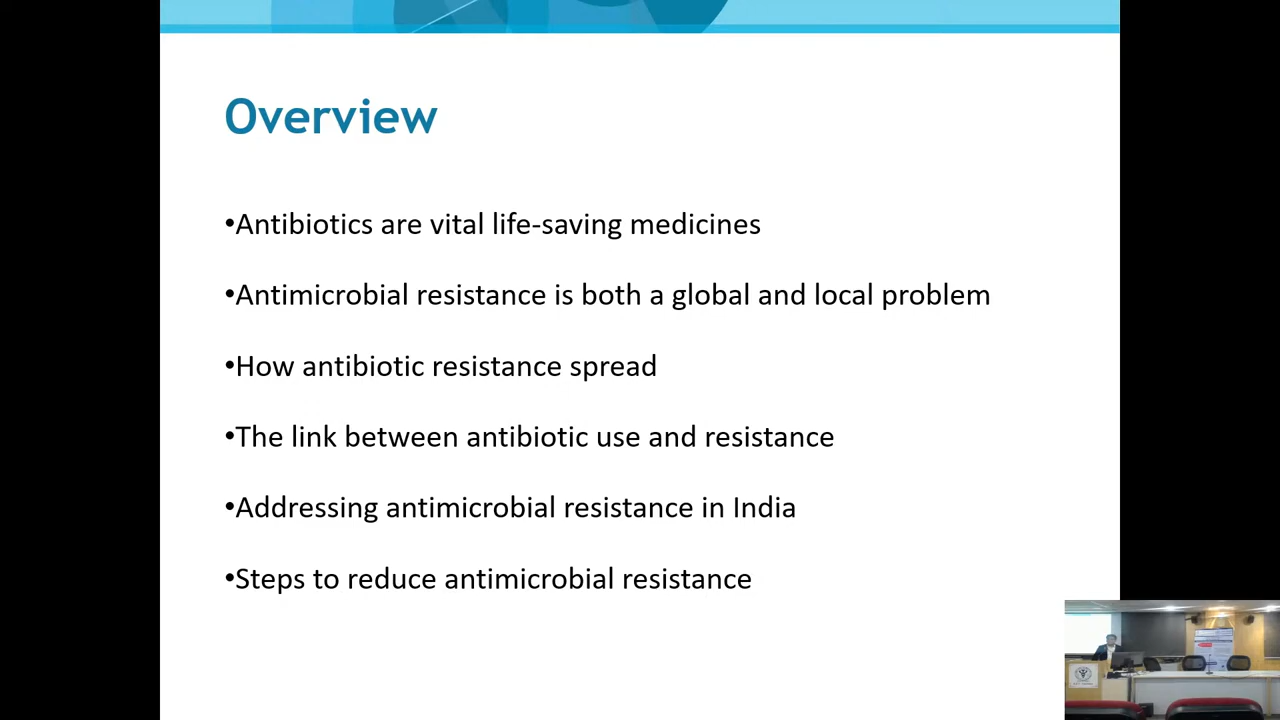 Overview
•Antibiotics are vital life-saving medicines
•Antimicrobial resistance is both a global and local problem
•How antibiotic resistance spread
•The link between antibiotic use and resistance
•Addressing antimicrobial resistance in India
•Steps to reduce antimicrobial resistance